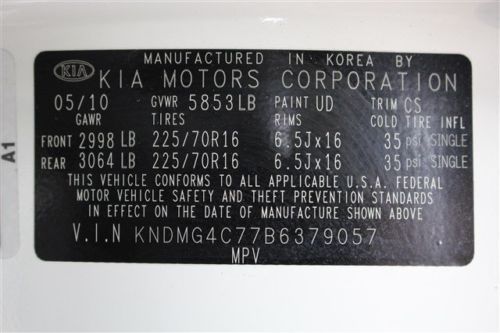 MANUFACTURED IN KOREA BY
KIA KIA MOTORS CORPORATION
05/10 GVWR 5853LB PAINT UD TRIM CS
GAWR TIRES RIMS COLD TIRE INFL
FRONT 2998 LB 225/70R16 6.5Jx16 35 psi SINGLE
REAR 3064 LB 225/70R16 6.5Jx16 35 psi SINGLE
THIS VEHICLE CONFORMS TO ALL APPLICABLE U.S.A. FEDERAL
MOTOR VEHICLE SAFETY AND THEFT PREVENTION STANDARDS
IN EFFECT ON THE DATE OF MANUFACTURE SHOWN ABOVE
V.I.N KNDMG4C77B6379057
MPV
A1